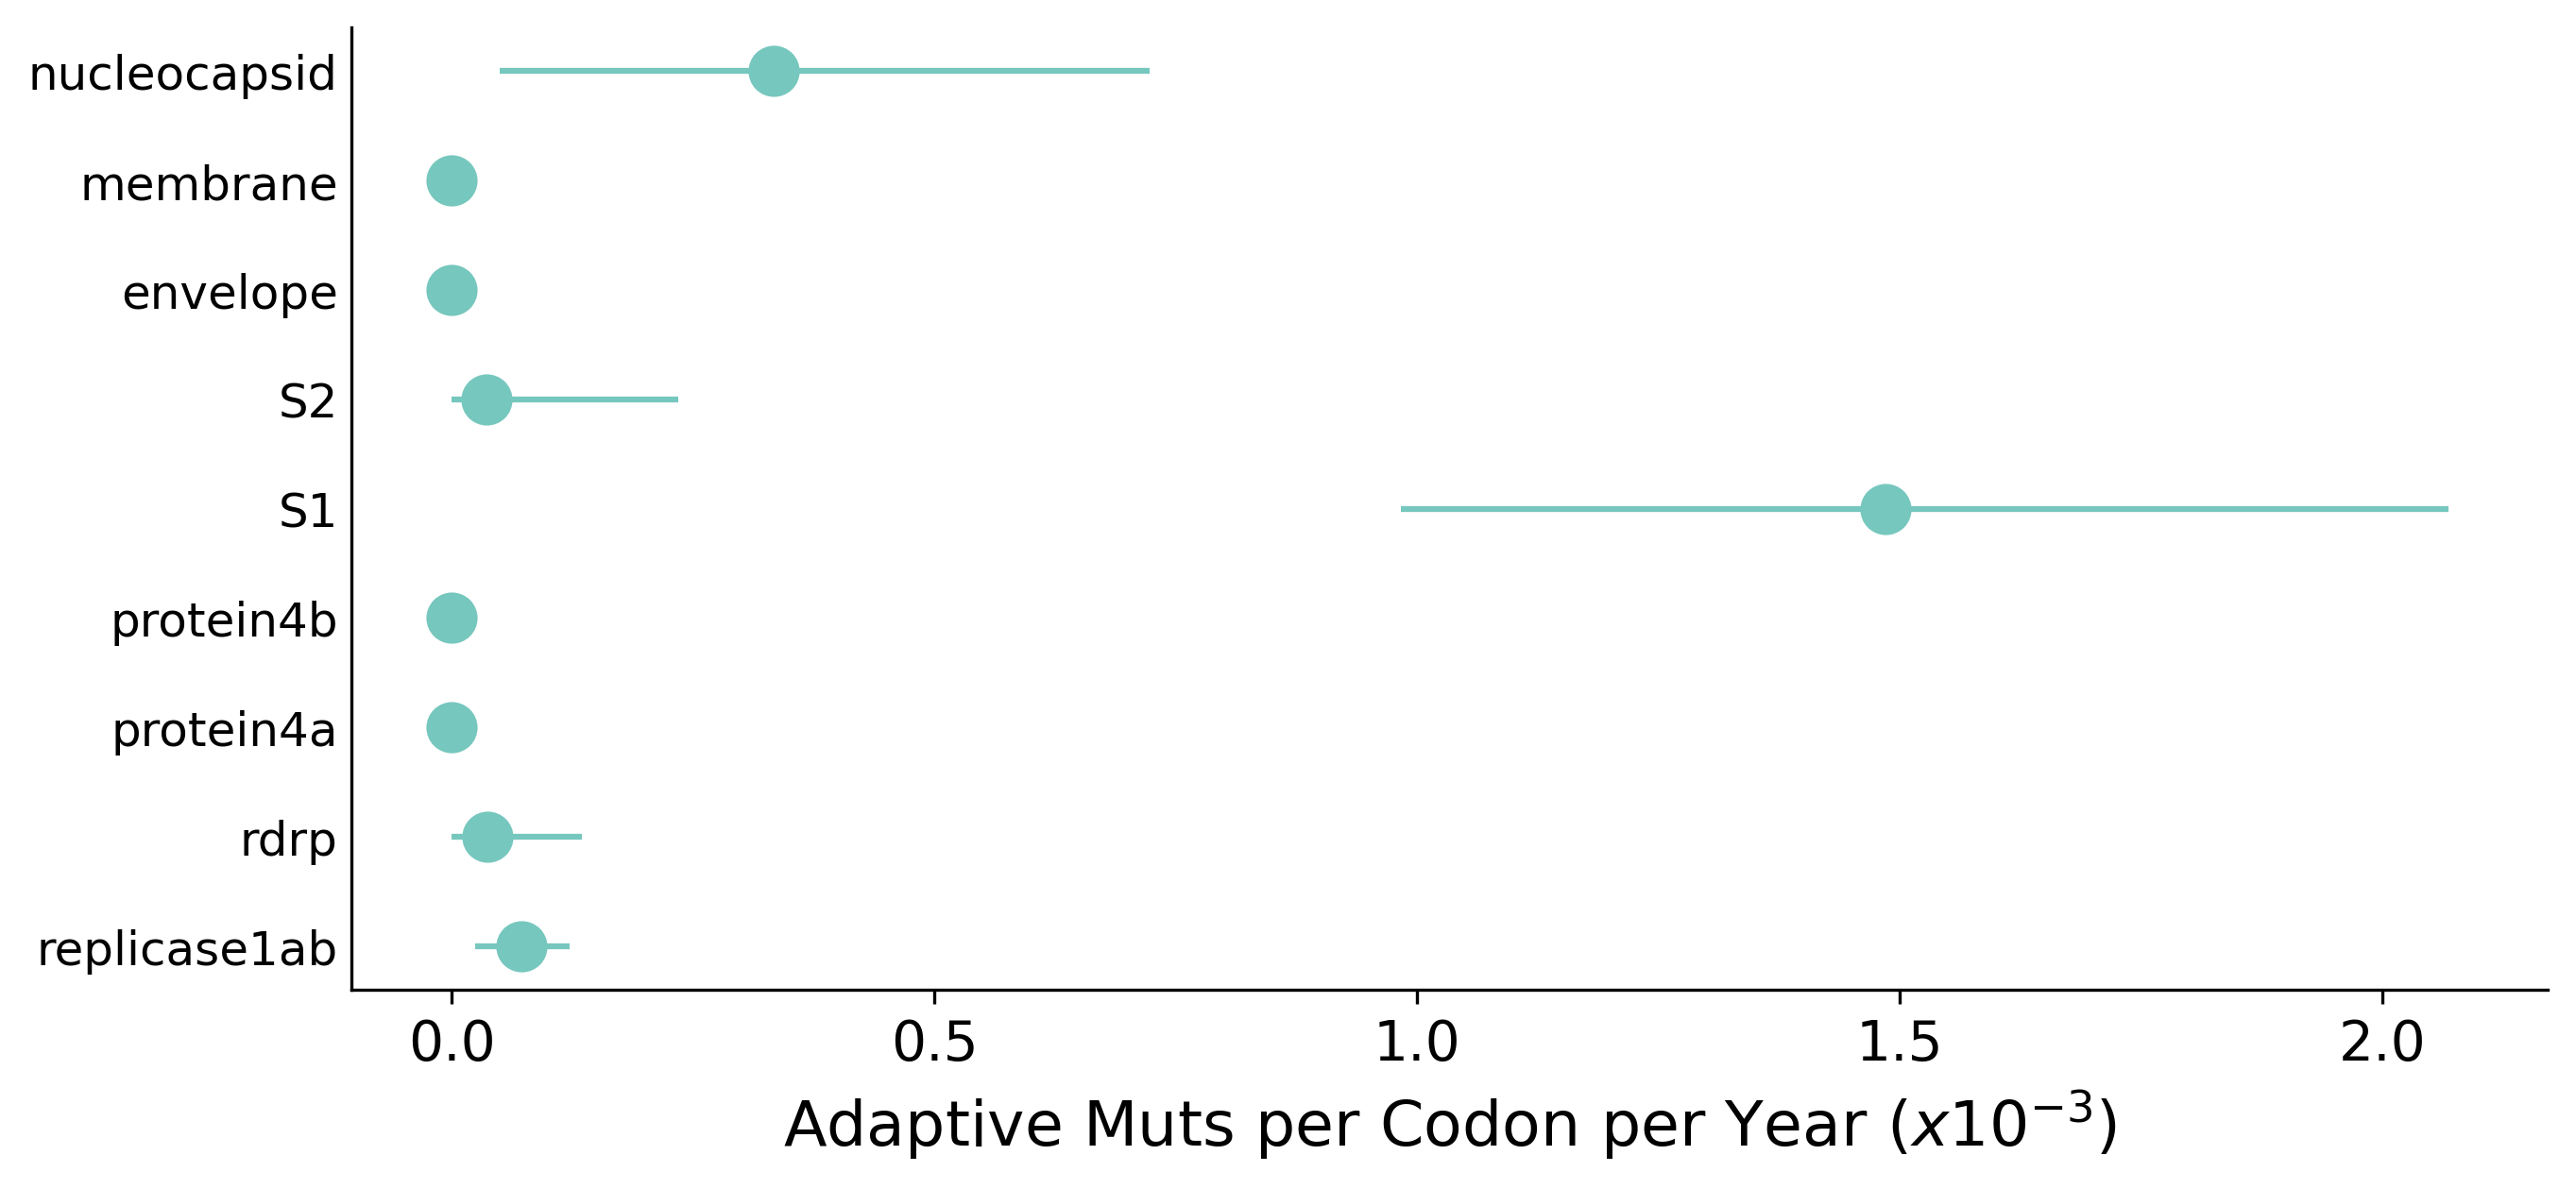 nucleocapsid
membrane
envelope
S2
S1
protein4b
protein4a
rdrp
replicase1ab
0.0 0.5 1.0 1.5 2.0
Adaptive Muts per Codon per Year (x10⁻³)